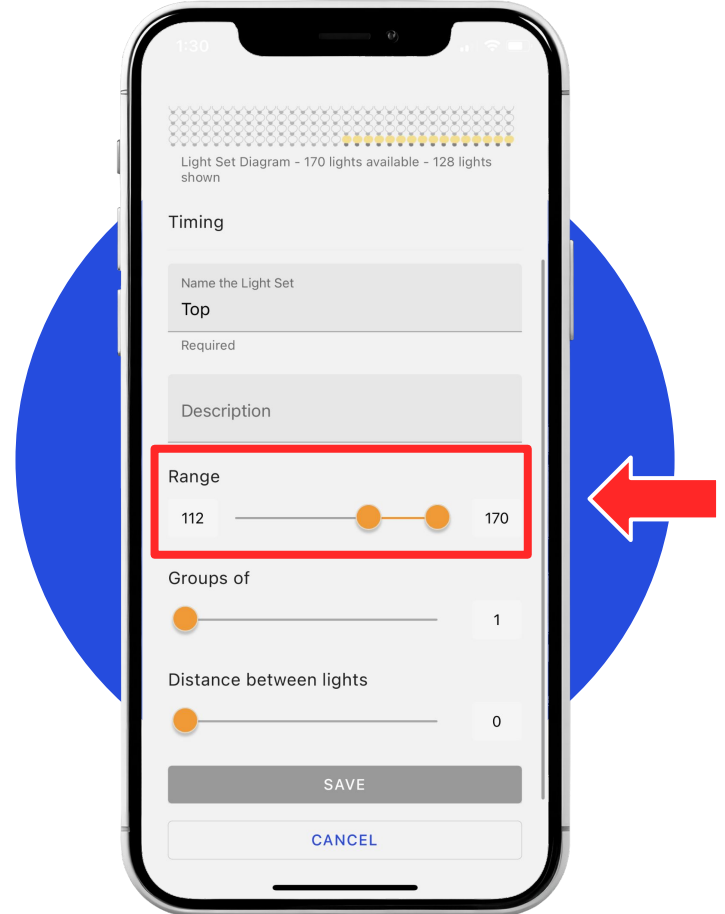 1:30
Light Set Diagram - 170 lights available - 128 lights
shown
Timing
Name the Light Set
Top
Required
Description
Range
112
170
Groups of
1
Distance between lights
0
SAVE
CANCEL